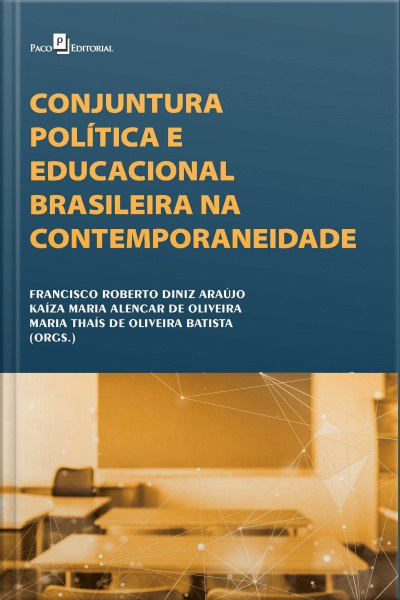 PACO EDITORIAL
CONJUNTURA
POLÍTICA E
EDUCACIONAL
BRASILEIRA NA
CONTEMPORANEIDADE
FRANCISCO ROBERTO DINIZ ARAÚJO
KAÍZA MARIA ALENCAR DE OLIVEIRA
MARIA THAÍS DE OLIVEIRA BATISTA
(ORGS.)